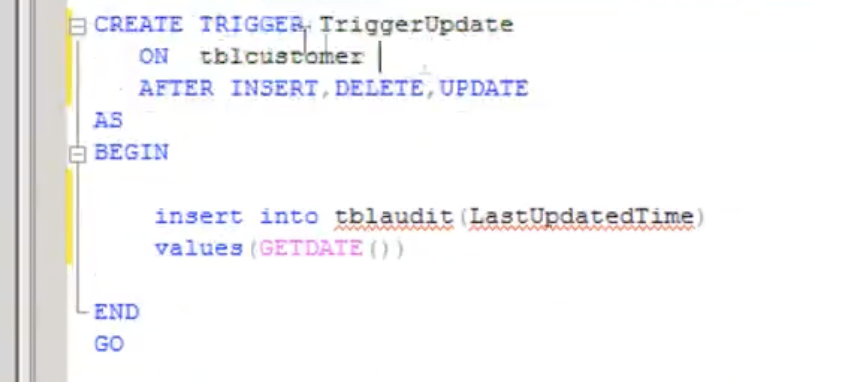 CREATE TRIGGER TriggerUpdate
ON tblcustomer
AFTER INSERT,DELETE,UPDATE
AS
BEGIN
insert into tblaudit(LastUpdatedTime)
values(GETDATE())
END
GO